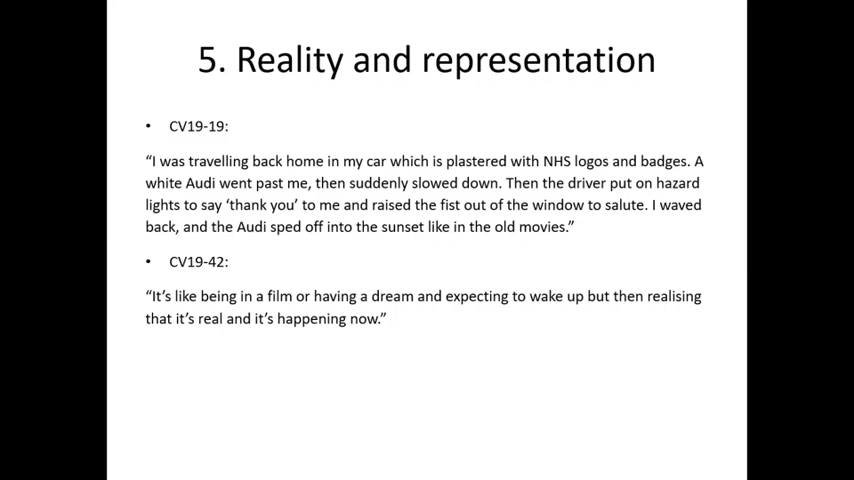 5. Reality and representation
• CV19-19:
“I was travelling back home in my car which is plastered with NHS logos and badges. A
white Audi went past me, then suddenly slowed down. Then the driver put on hazard
lights to say ‘thank you’ to me and raised the fist out of the window to salute. I waved
back, and the Audi sped off into the sunset like in the old movies.”
• CV19-42:
“It’s like being in a film or having a dream and expecting to wake up but then realising
that it’s real and it’s happening now.”